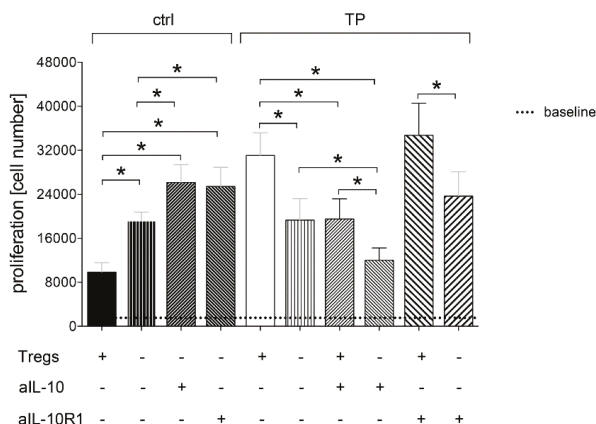 ctrl TP
proliferation [cell number]
48000
40000
32000
24000
16000
8000
0
* * * * * * * * * * * *
baseline
Tregs + - - - + - + - + -
aIL-10 - - + - - - + + - -
aIL-10R1 - - - + - - - - + +